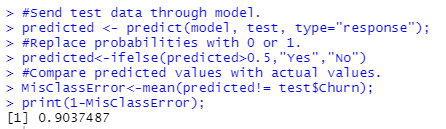 > #Send test data through model.
> predicted <- predict(model, test, type="response");
> #Replace probabilities with 0 or 1.
> predicted<-ifelse(predicted>0.5,"Yes","No")
> #Compare predicted values with actual values.
> MisClassError<-mean(predicted!= test$Churn);
> print(1-MisClassError);
[1] 0.9037487